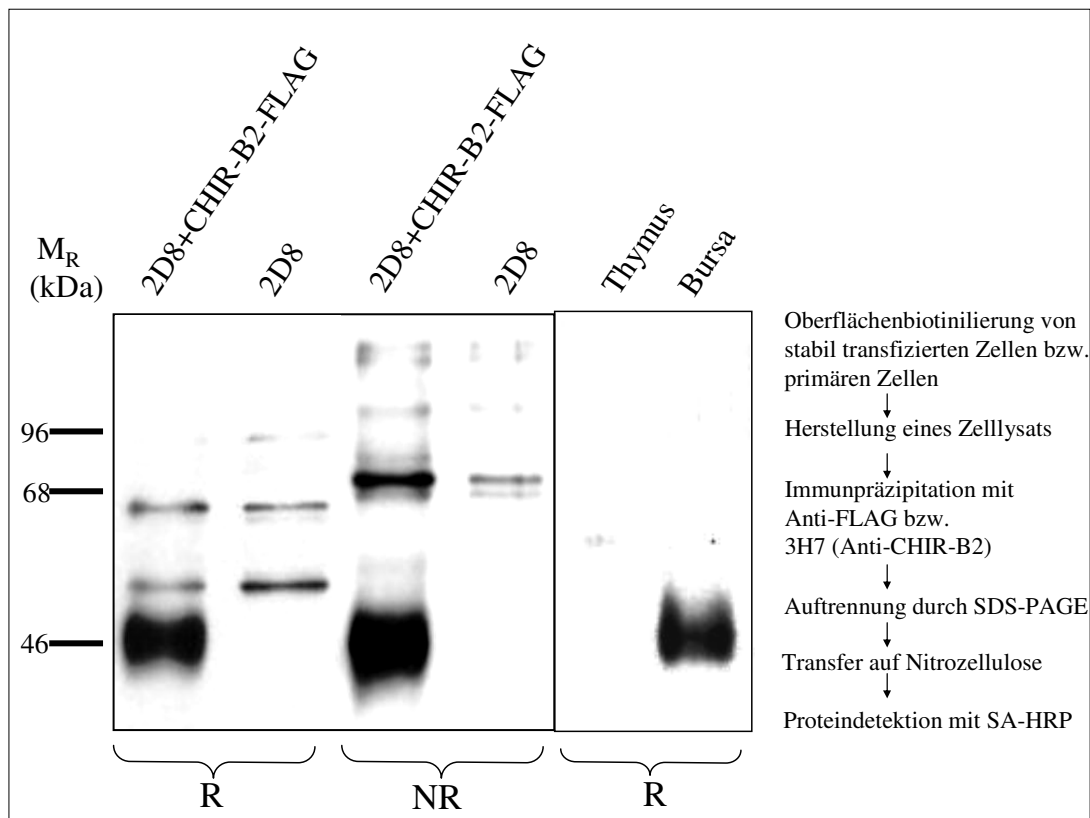 2D8+CHIR-B2-FLAG
2D8
2D8+CHIR-B2-FLAG
2D8
Thymus
Bursa
MR
(kDa)
96
68
46
R
NR
R
Oberflächenbiotinilierung von
stabil transfizierten Zellen bzw.
primären Zellen
Herstellung eines Zelllysats
Immunpräzipitation mit
Anti-FLAG bzw.
3H7 (Anti-CHIR-B2)
Auftrennung durch SDS-PAGE
Transfer auf Nitrozellulose
Proteindetektion mit SA-HRP